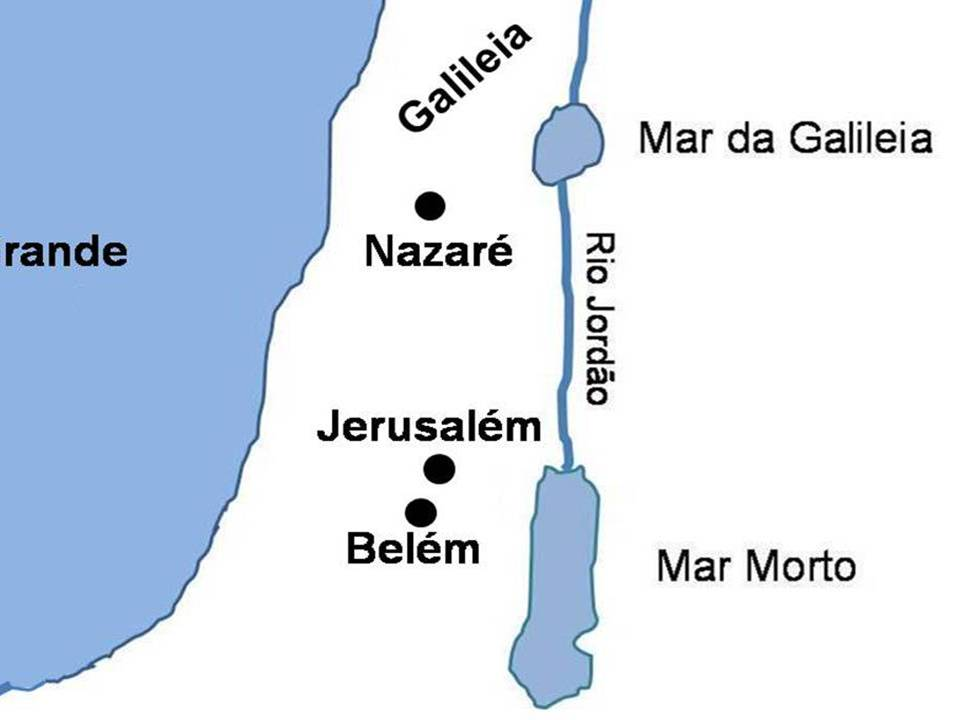 Galileia
Mar da Galileia
Nazaré
rande
Rio Jordão
Jerusalém
Belém
Mar Morto